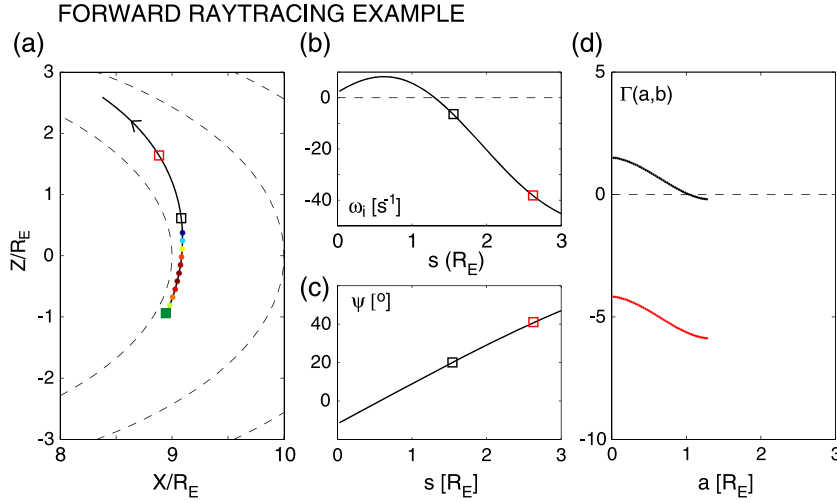 FORWARD RAYTRACING EXAMPLE
(a)
3
2
1
0
-1
-2
-3
Z/R_E
8
9
10
X/R_E
(b)
0
-20
-40
ω_i [s^-1]
0
1
2
3
s (R_E)
(c)
ψ [°]
40
20
0
0
1
2
3
s [R_E]
(d)
Γ(a,b)
5
0
-5
-10
0
1
2
3
a [R_E]